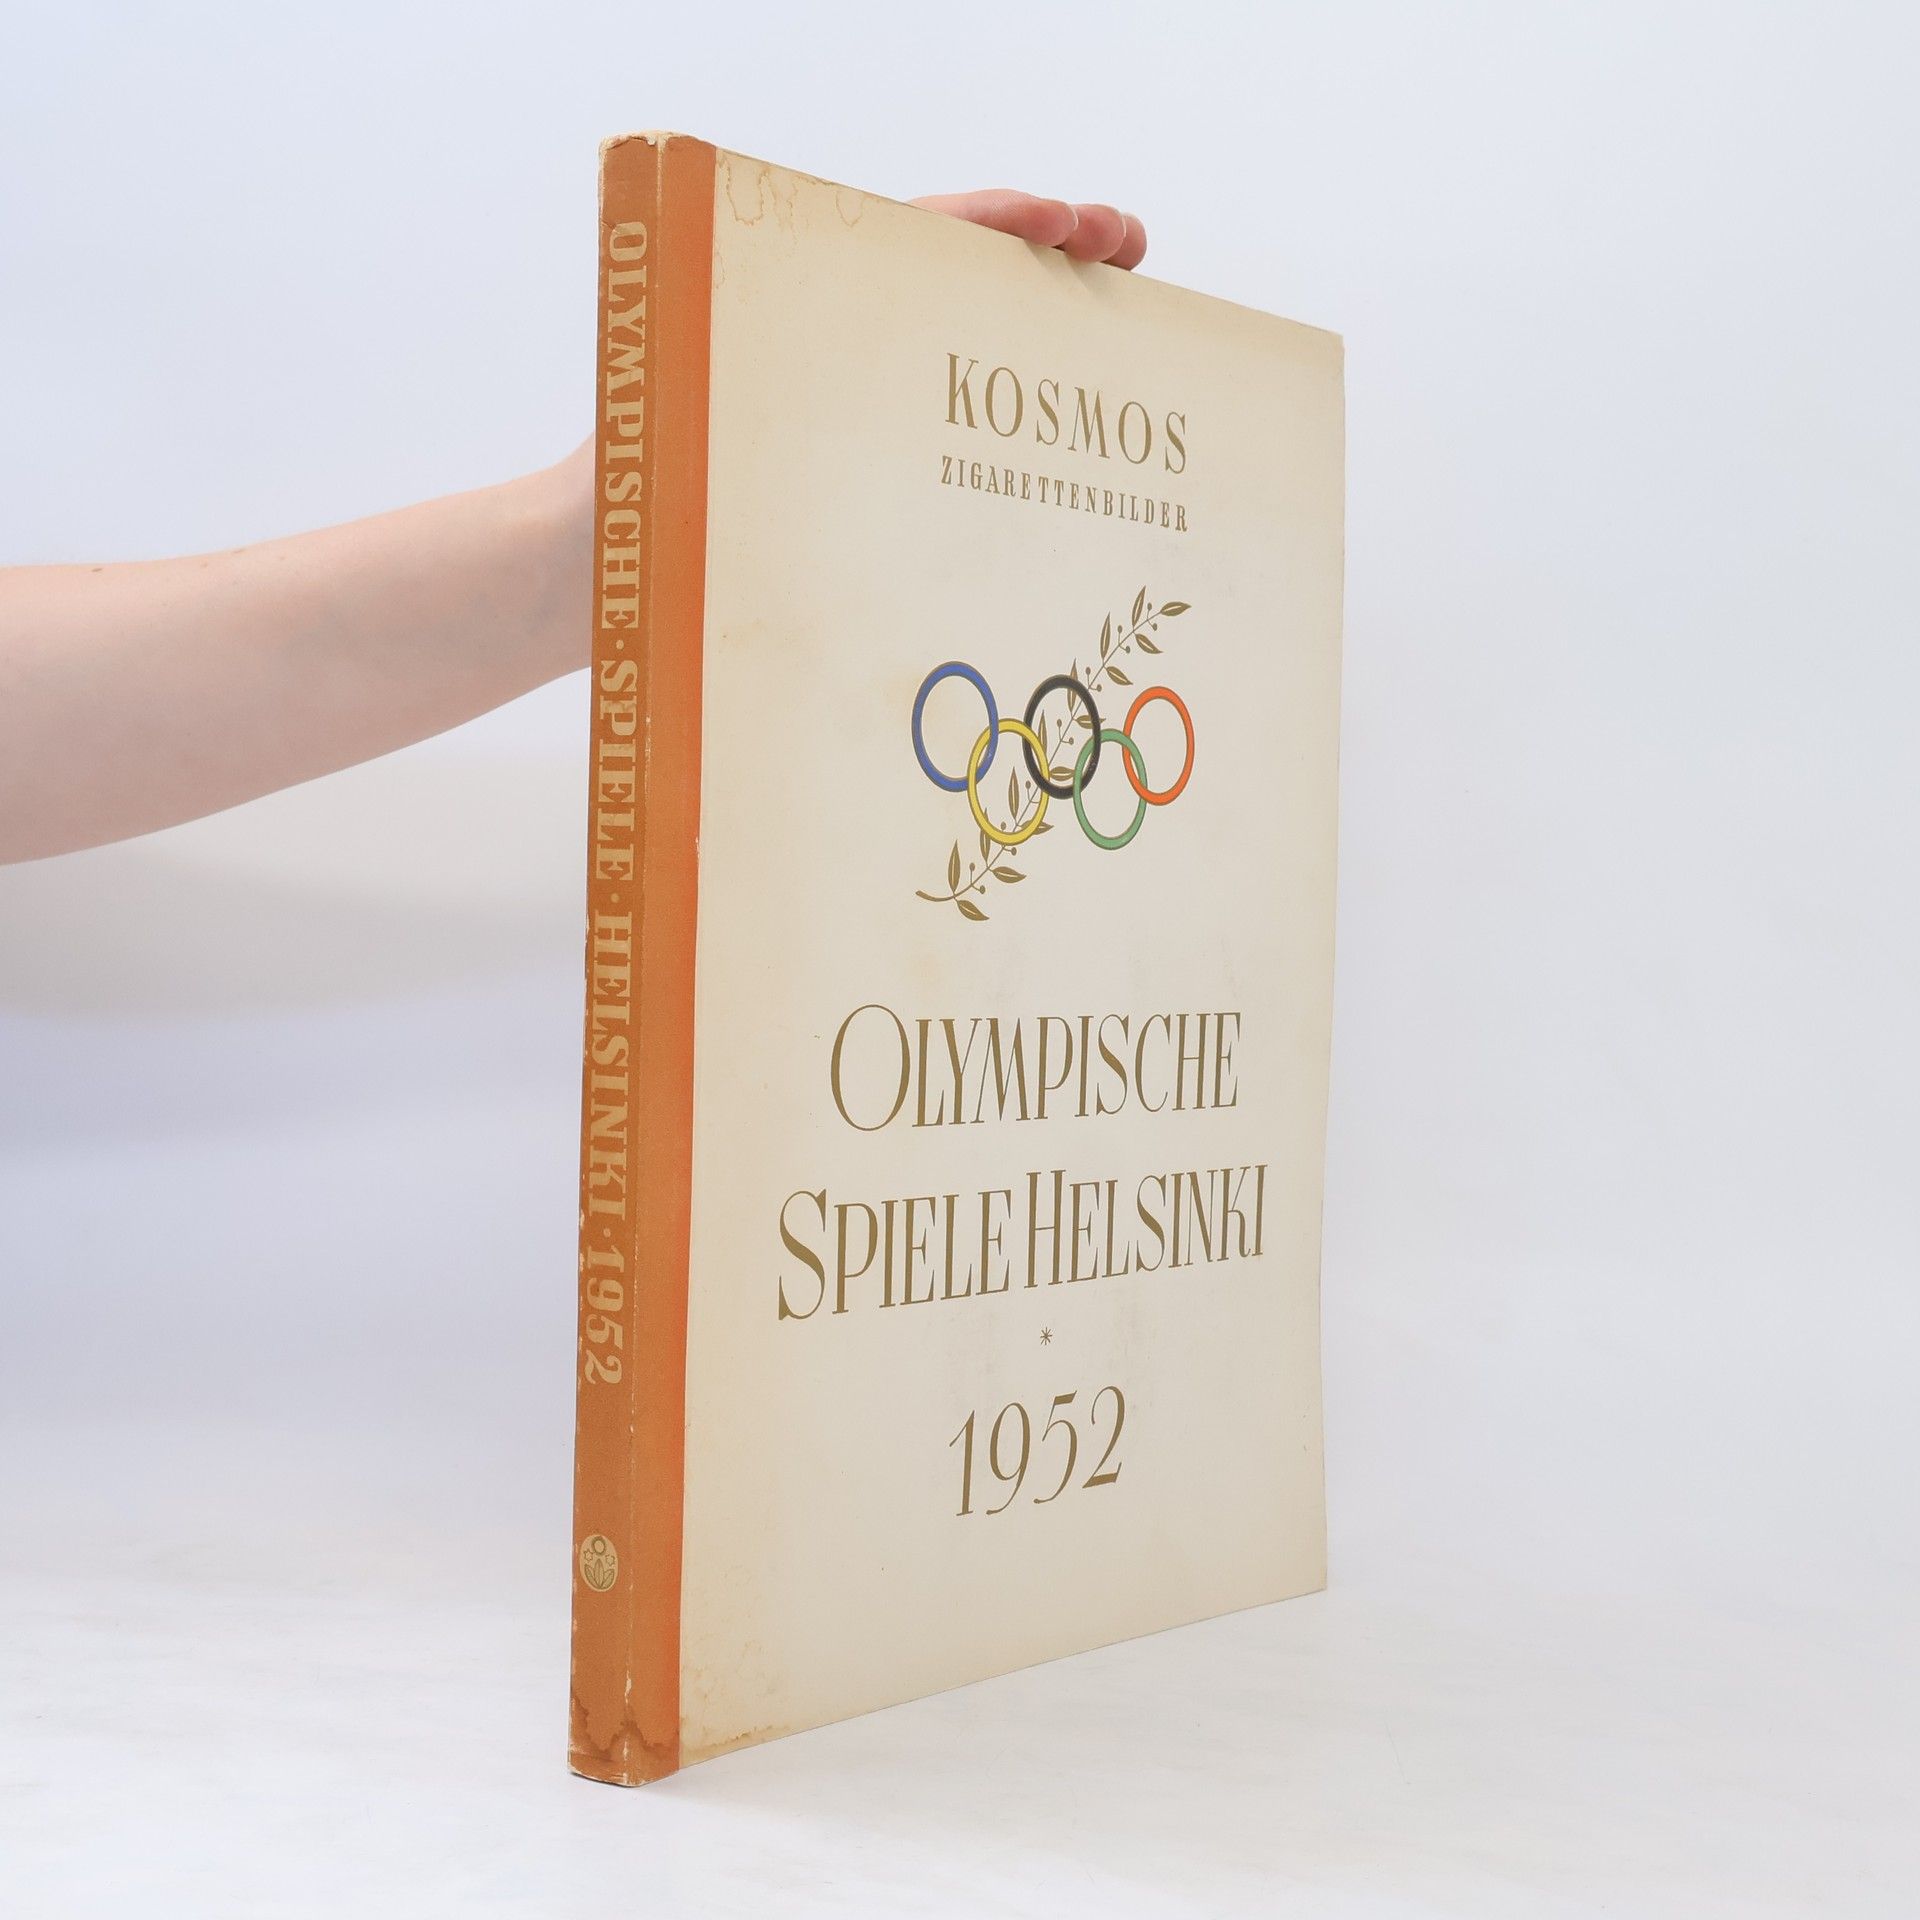 OLYMPISCHE · SPIELE · HELSINKI · 1952
KOSMOS
ZIGARETTENBILDER
OLYMPISCHE
SPIELE HELSINKI
*
1952